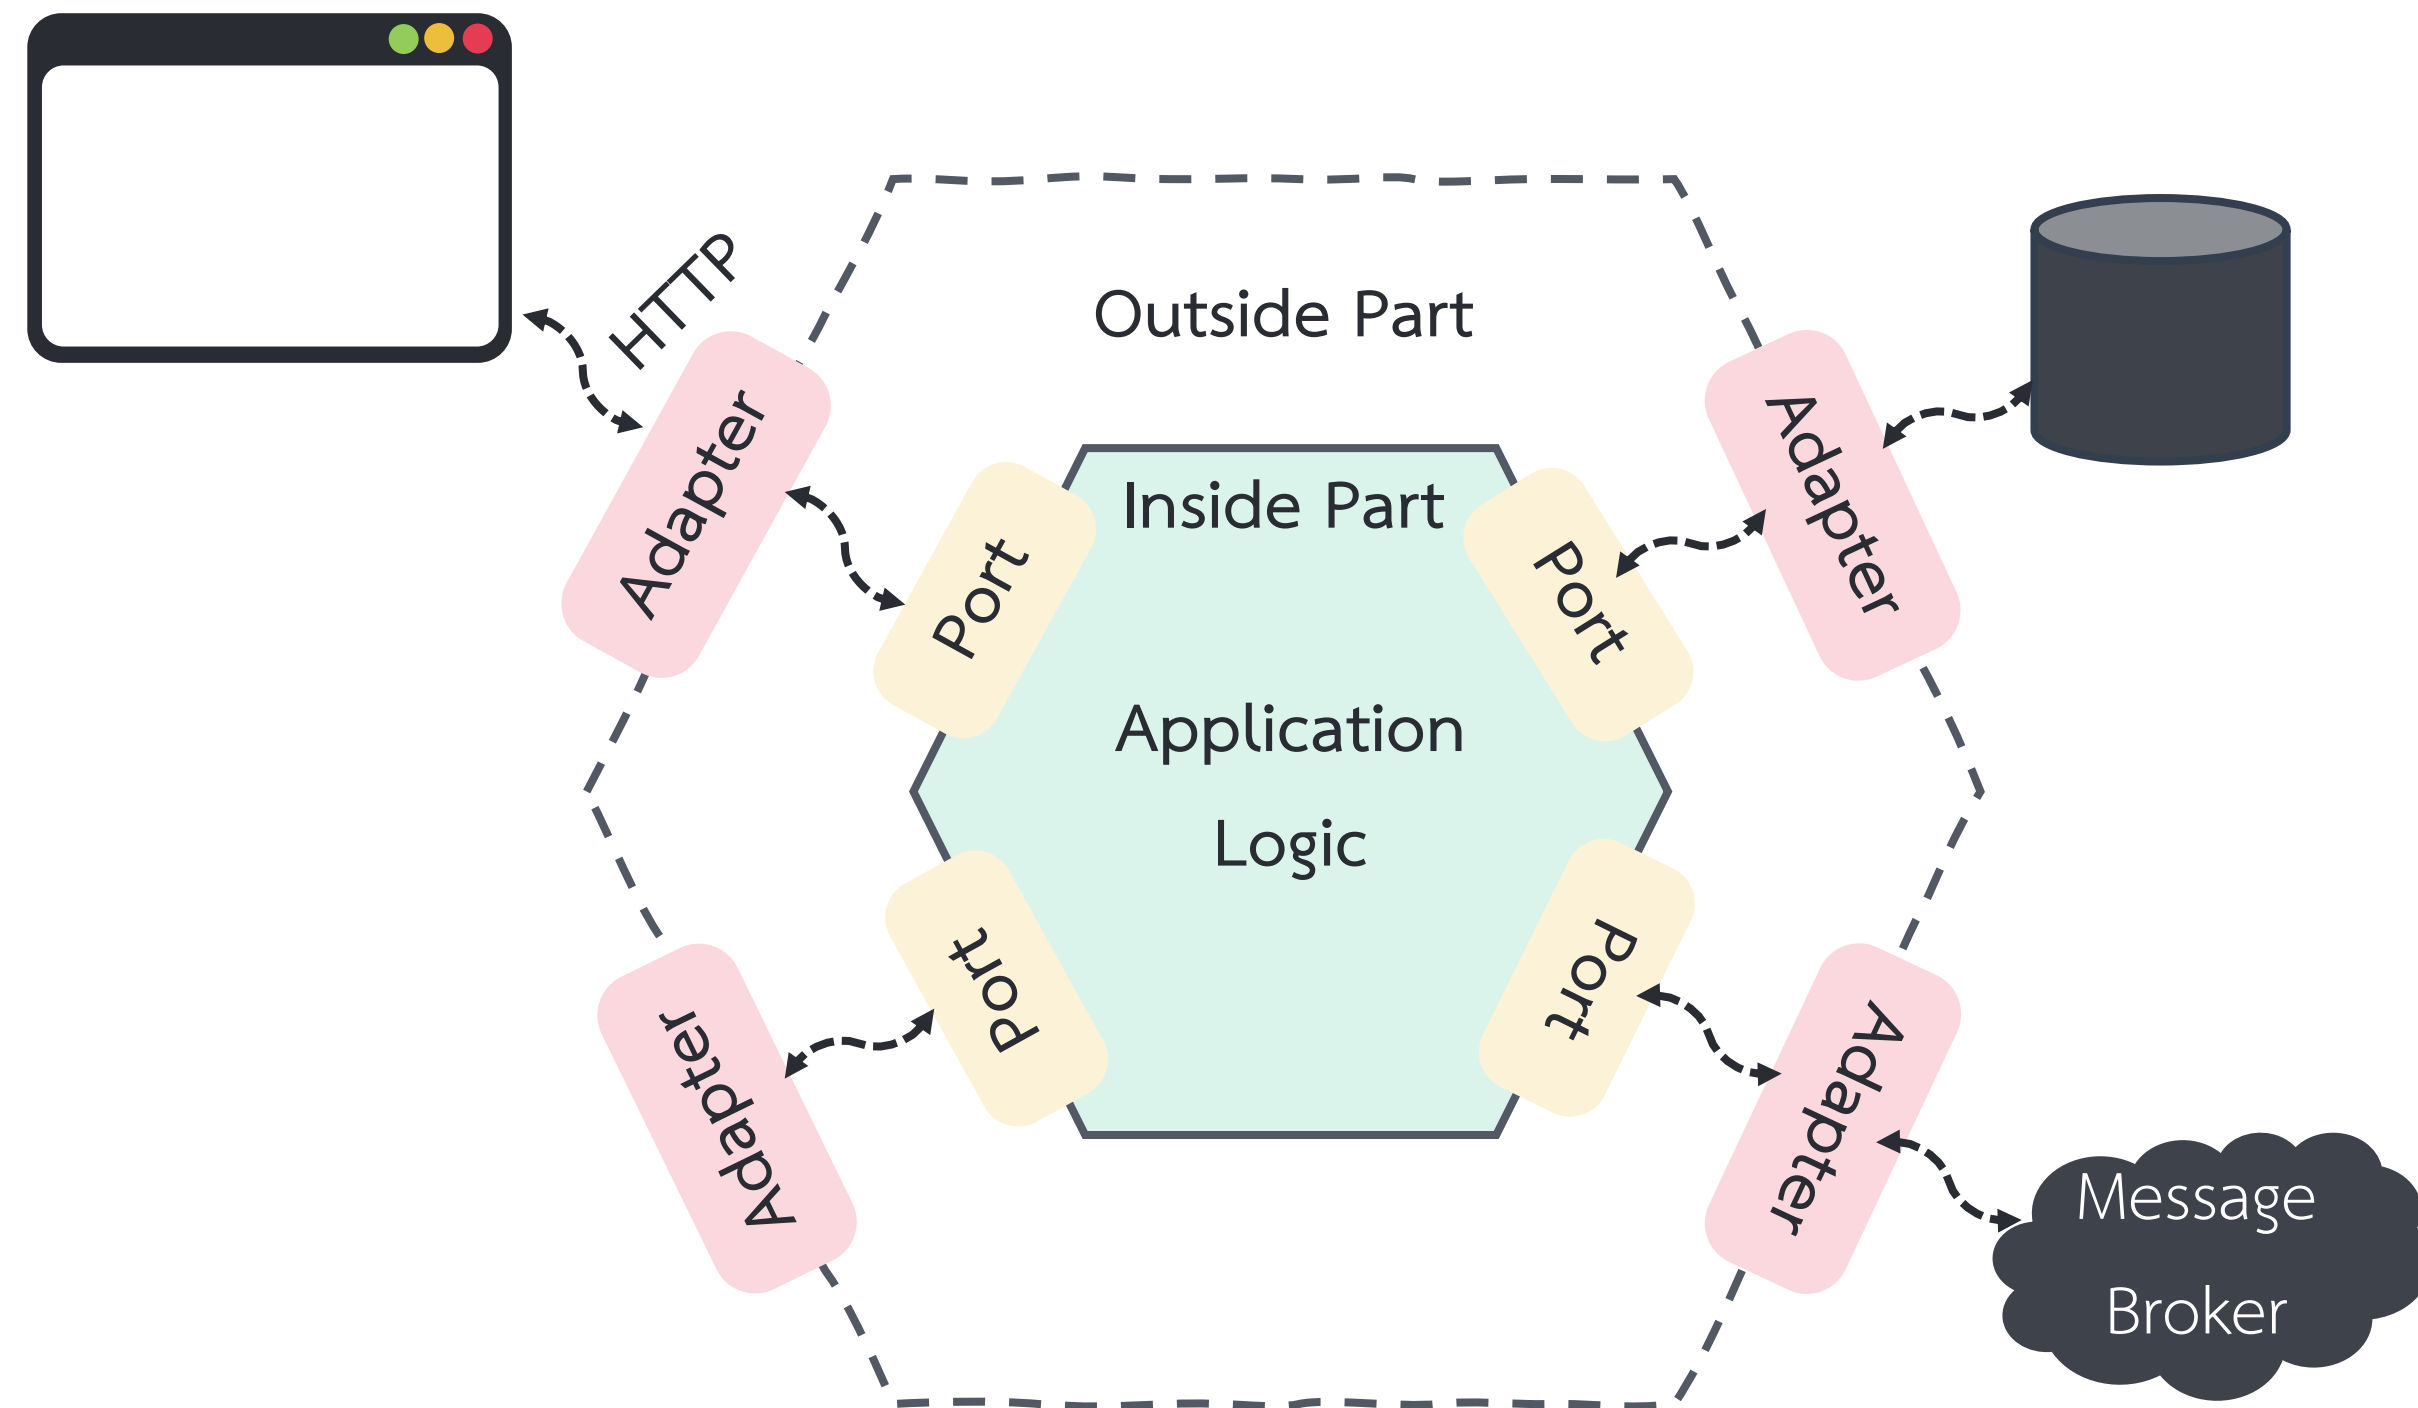 HTTP
Outside Part
Adapter
Adapter
Inside Part
Port
Port
Application
Logic
Port
Port
Adapter
Adapter
Message
Broker